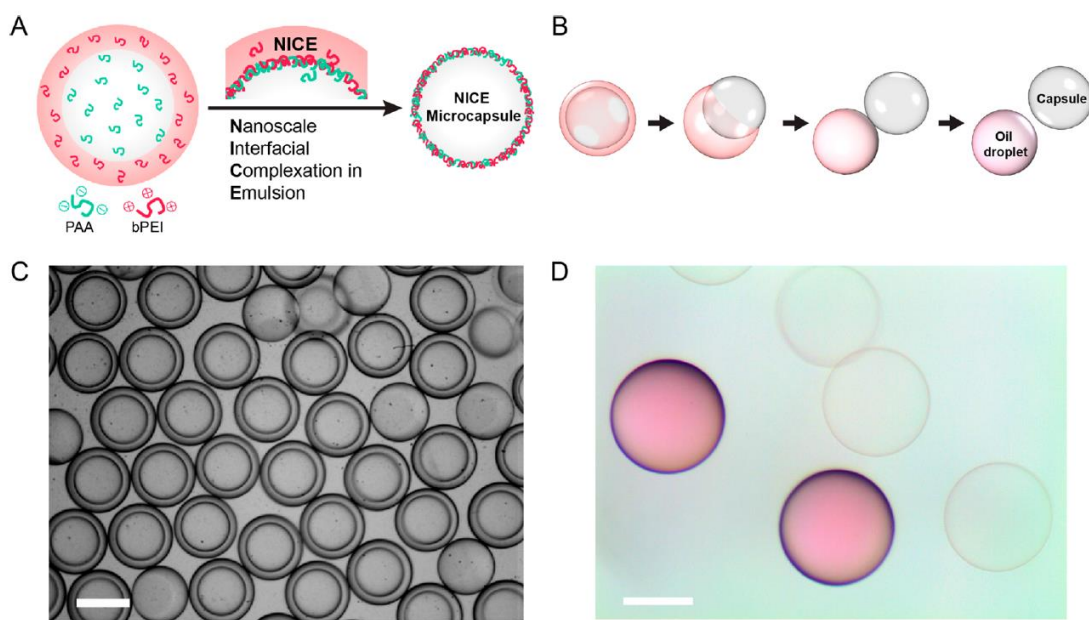 A
NICE
NICE
Microcapsule
Nanoscale
Interfacial
Complexation in
Emulsion
PAA
bPEI
B
Capsule
Oil
droplet
C
D